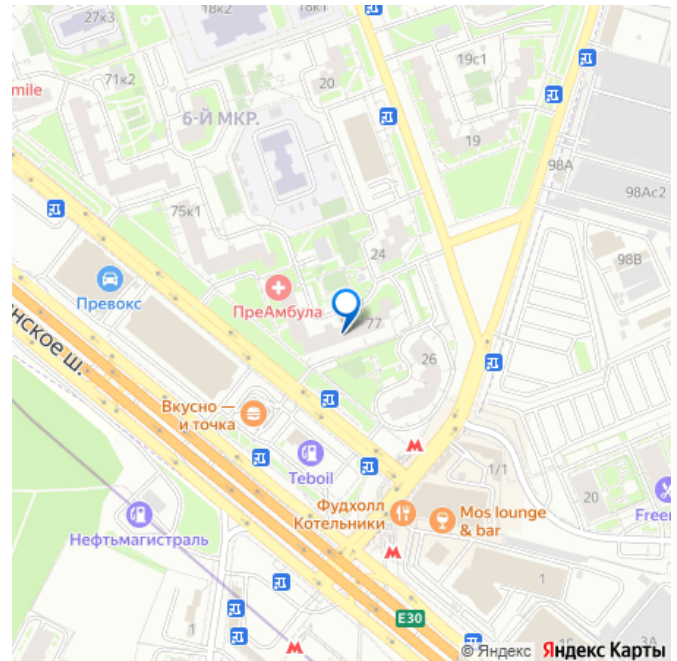 27к3
18к2
18к1
71к2
mile
20
19с1
6-Й МКР.
19
98А
98Ас2
75к1
24
98В
Превокс
ПреАмбула
77
нское ш.
26
Вкусно —
и точка
Teboil
1/1
20
Фудхолл
Котельники
Mos lounge
& bar
Freer
Нефтьмагистраль
1
E30
1
3А
© Яндекс Яндекс Карты